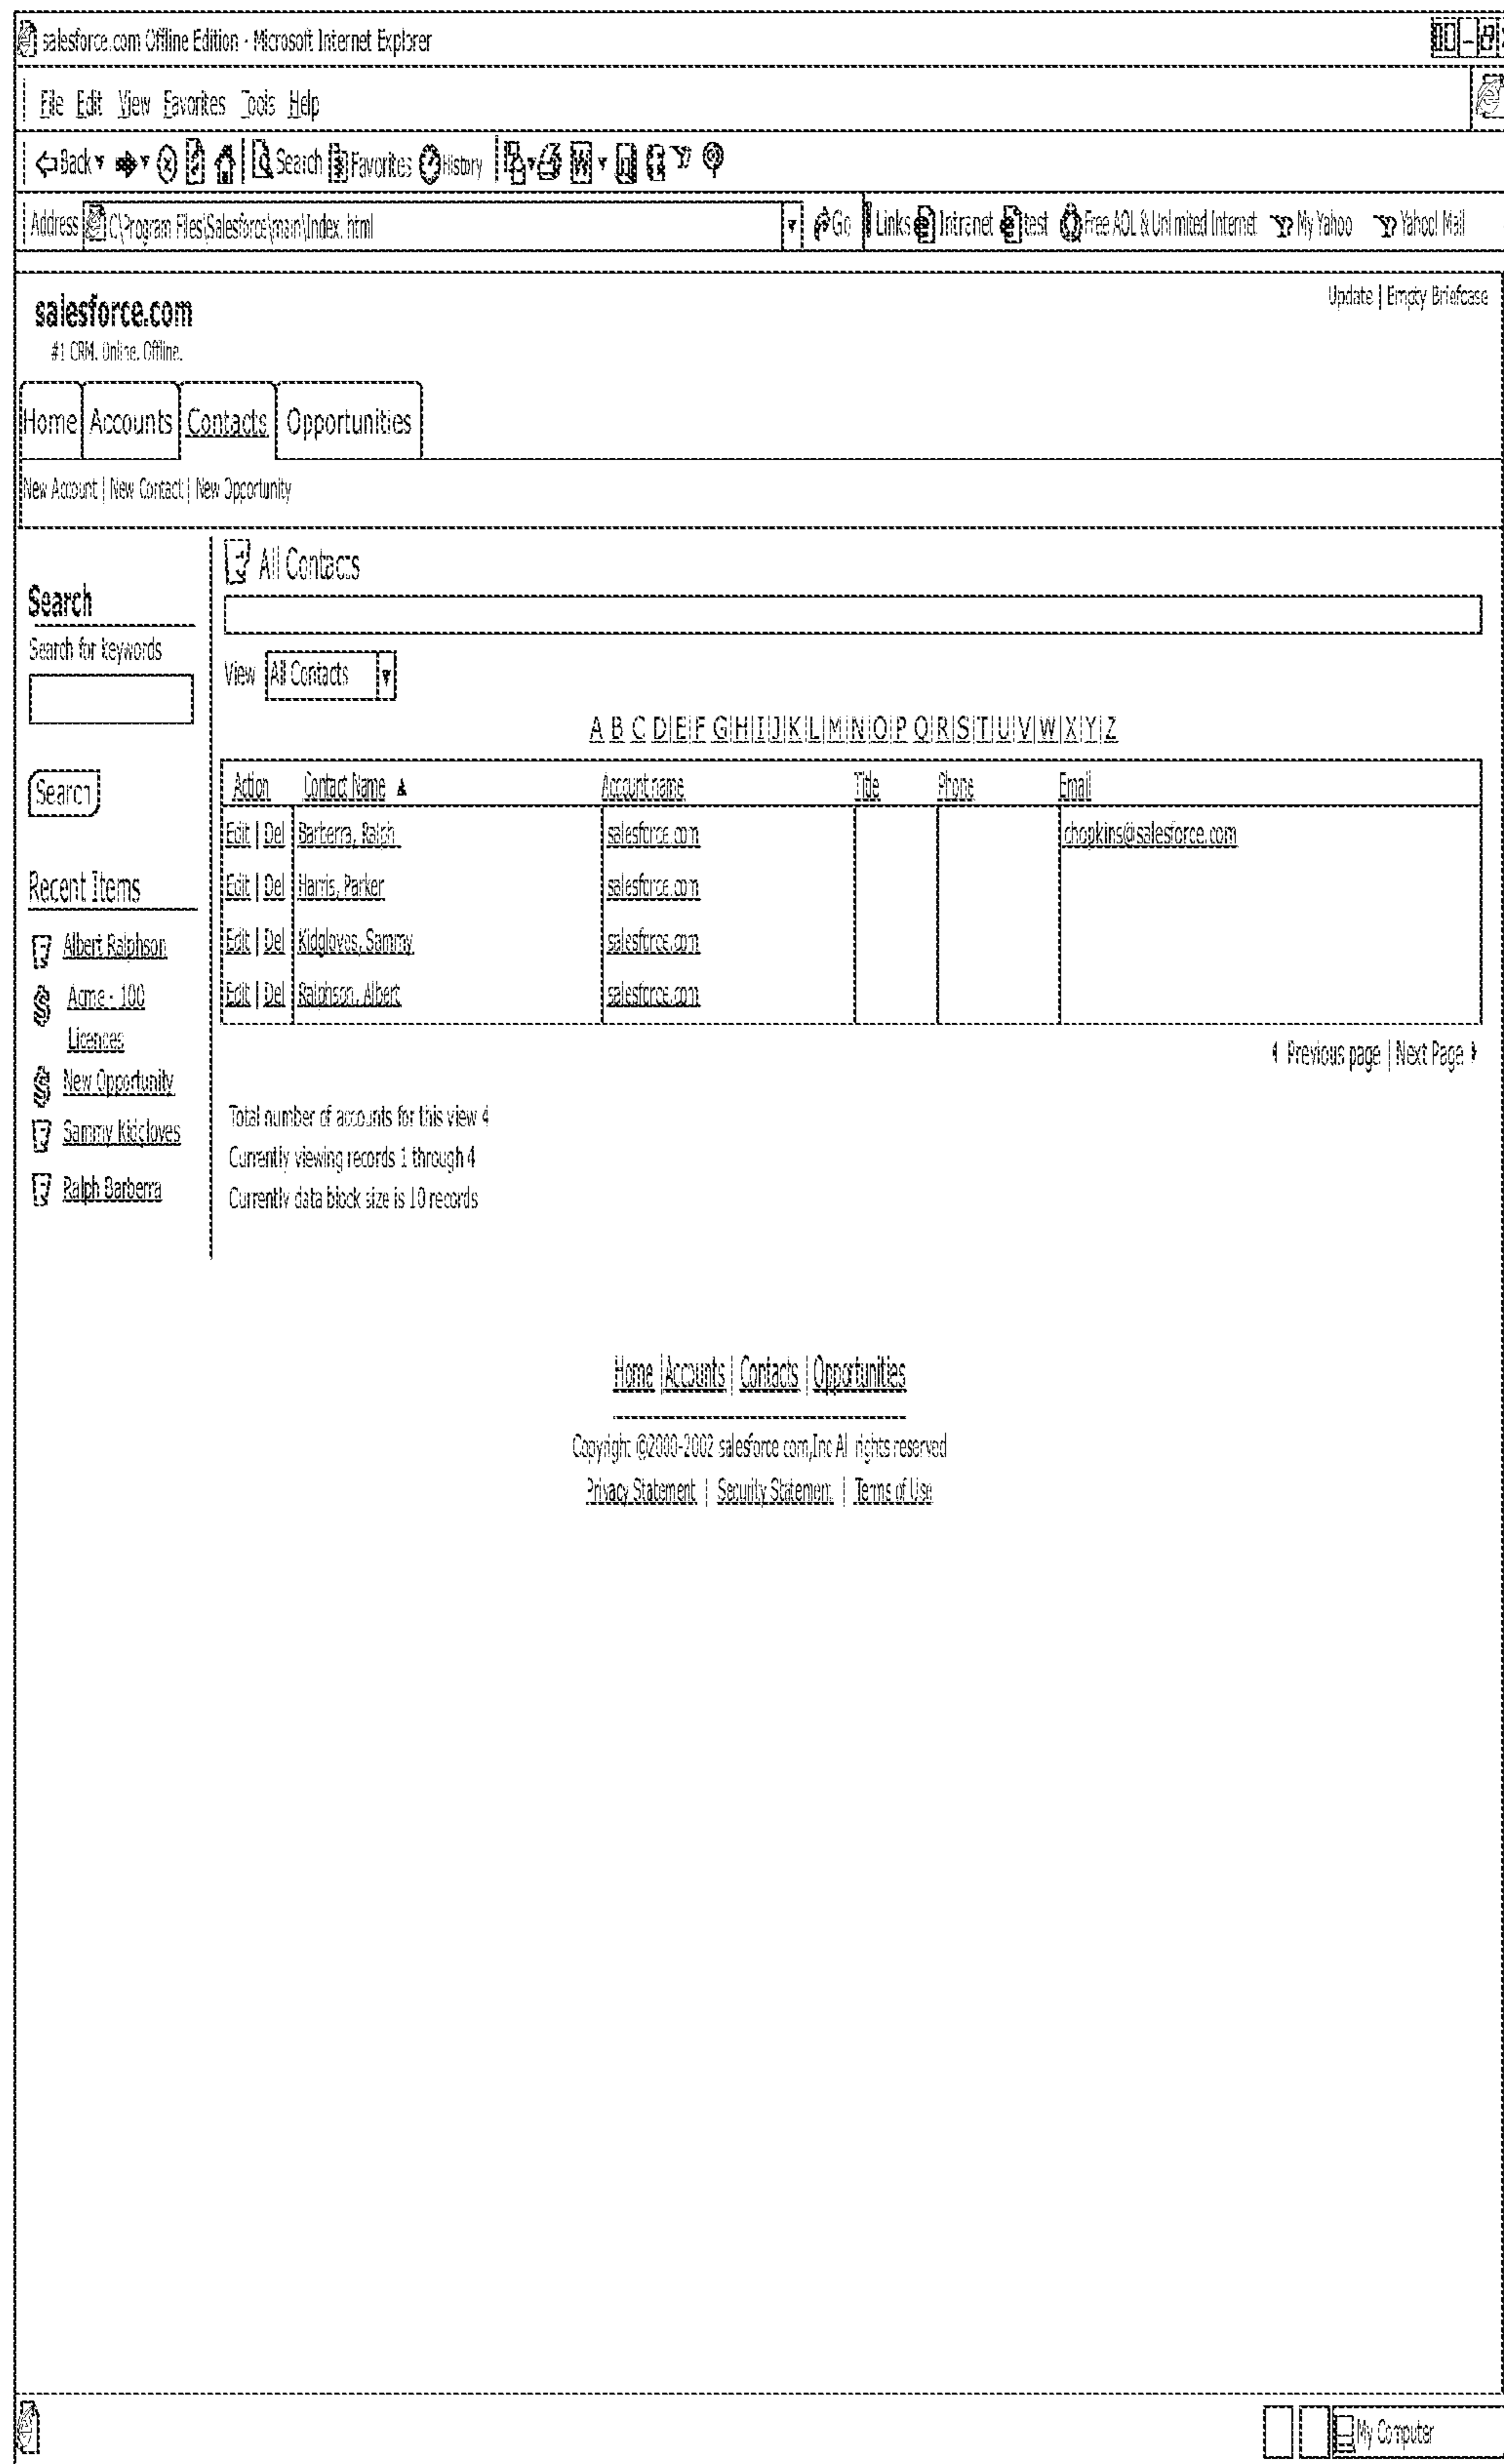 salesforce.com Offline Edition - Microsoft Internet Explorer
File Edit View Favorites Tools Help
Back Search Favorites History
Address C:\Program Files\Salesforce\main\Index. html Go Links Intranet test Free AOL & Unlimited Internet My Yahoo Yahoo! Mail
Update | Empty Briefcase
salesforce.com
#1 CRM. Online. Offline.
Home Accounts Contacts Opportunities
New Account | New Contact | New Opportunity
All Contacts
Search
Search for keywords
View All Contacts
A B C D|E|F G|H|I|J|K|L|M|N|O|P Q|R|S|T|U|V|W|X|Y|Z
Search
Action Contact Name ▲ Account name Title Phone Email
Edit | Del Barberra, Ralph salesforce.com chopkins@salesforce.com
Edit | Del Harris, Parker salesforce.com
Edit | Del Kidgloves, Sammy salesforce.com
Edit | Del Ralphson, Albert salesforce.com
Recent Items
Albert Ralphson
Acme - 100
Licences
New Opportunity
Sammy Kidgloves
Ralph Barberra
Previous page | Next Page
Total number of accounts for this view 4
Currently viewing records 1 through 4
Currently data block size is 10 records
Home | Accounts | Contacts | Opportunities
Copyright @2000-2002 salesforce com,Inc All rights reserved
Privacy Statement | Security Statement | Terms of Use
My Computer